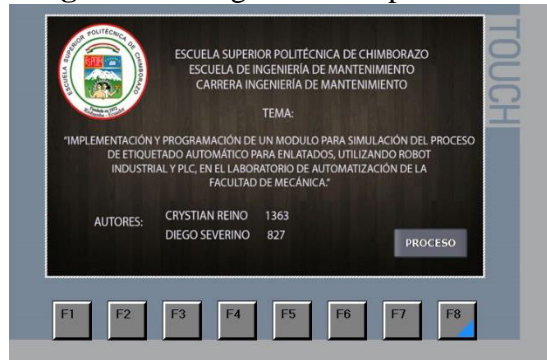 ESCUELA SUPERIOR POLITÉCNICA DE CHIMBORAZO
ESCUELA DE INGENIERÍA DE MANTENIMIENTO
CARRERA INGENIERÍA DE MANTENIMIENTO
TEMA:
"IMPLEMENTACIÓN Y PROGRAMACIÓN DE UN MODULO PARA SIMULACIÓN DEL PROCESO
DE ETIQUETADO AUTOMÁTICO PARA ENLATADOS, UTILIZANDO ROBOT
INDUSTRIAL Y PLC, EN EL LABORATORIO DE AUTOMATIZACIÓN DE LA
FACULTAD DE MECÁNICA."
AUTORES: CRYSTIAN REINO 1363
DIEGO SEVERINO 827
PROCESO
TOUCH
F1 F2 F3 F4 F5 F6 F7 F8